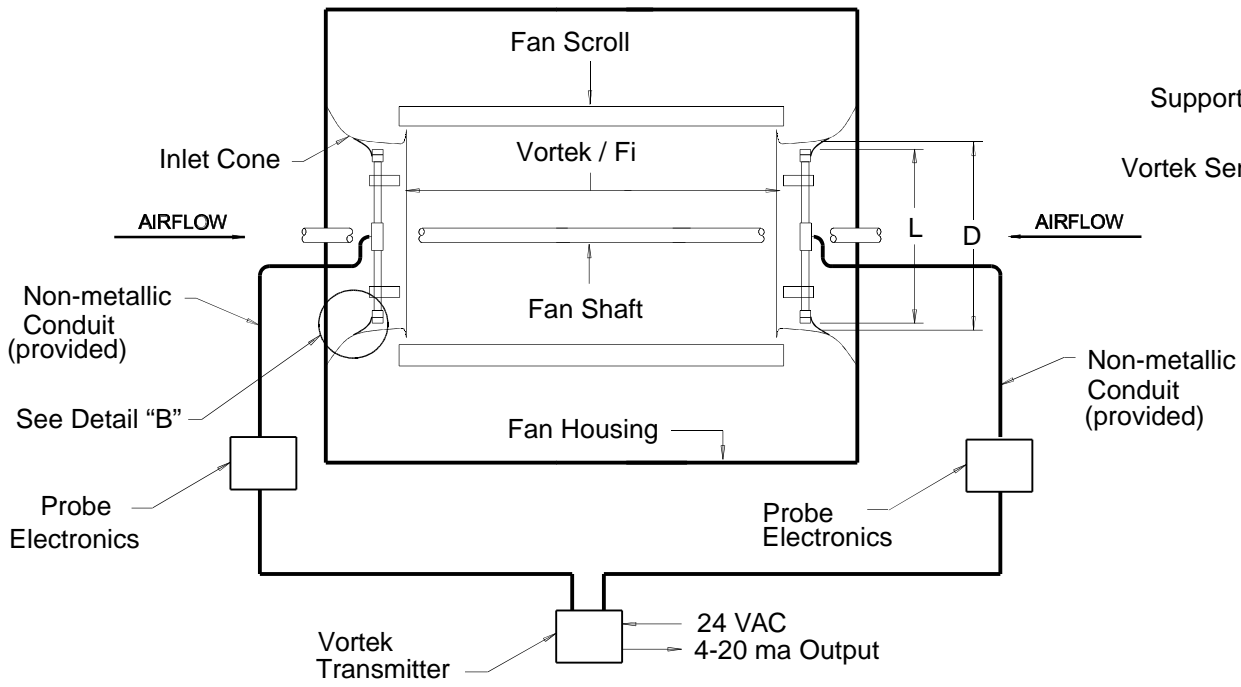 Fan Scroll
Support
Inlet Cone
Vortek / Fi
Vortek Ser
AIRFLOW
L
D
AIRFLOW
Non-metallic
Conduit
(provided)
Fan Shaft
Non-metallic
Conduit
(provided)
See Detail “B”
Fan Housing
Probe
Electronics
Probe
Electronics
24 VAC
4-20 ma Output
Vortek
Transmitter